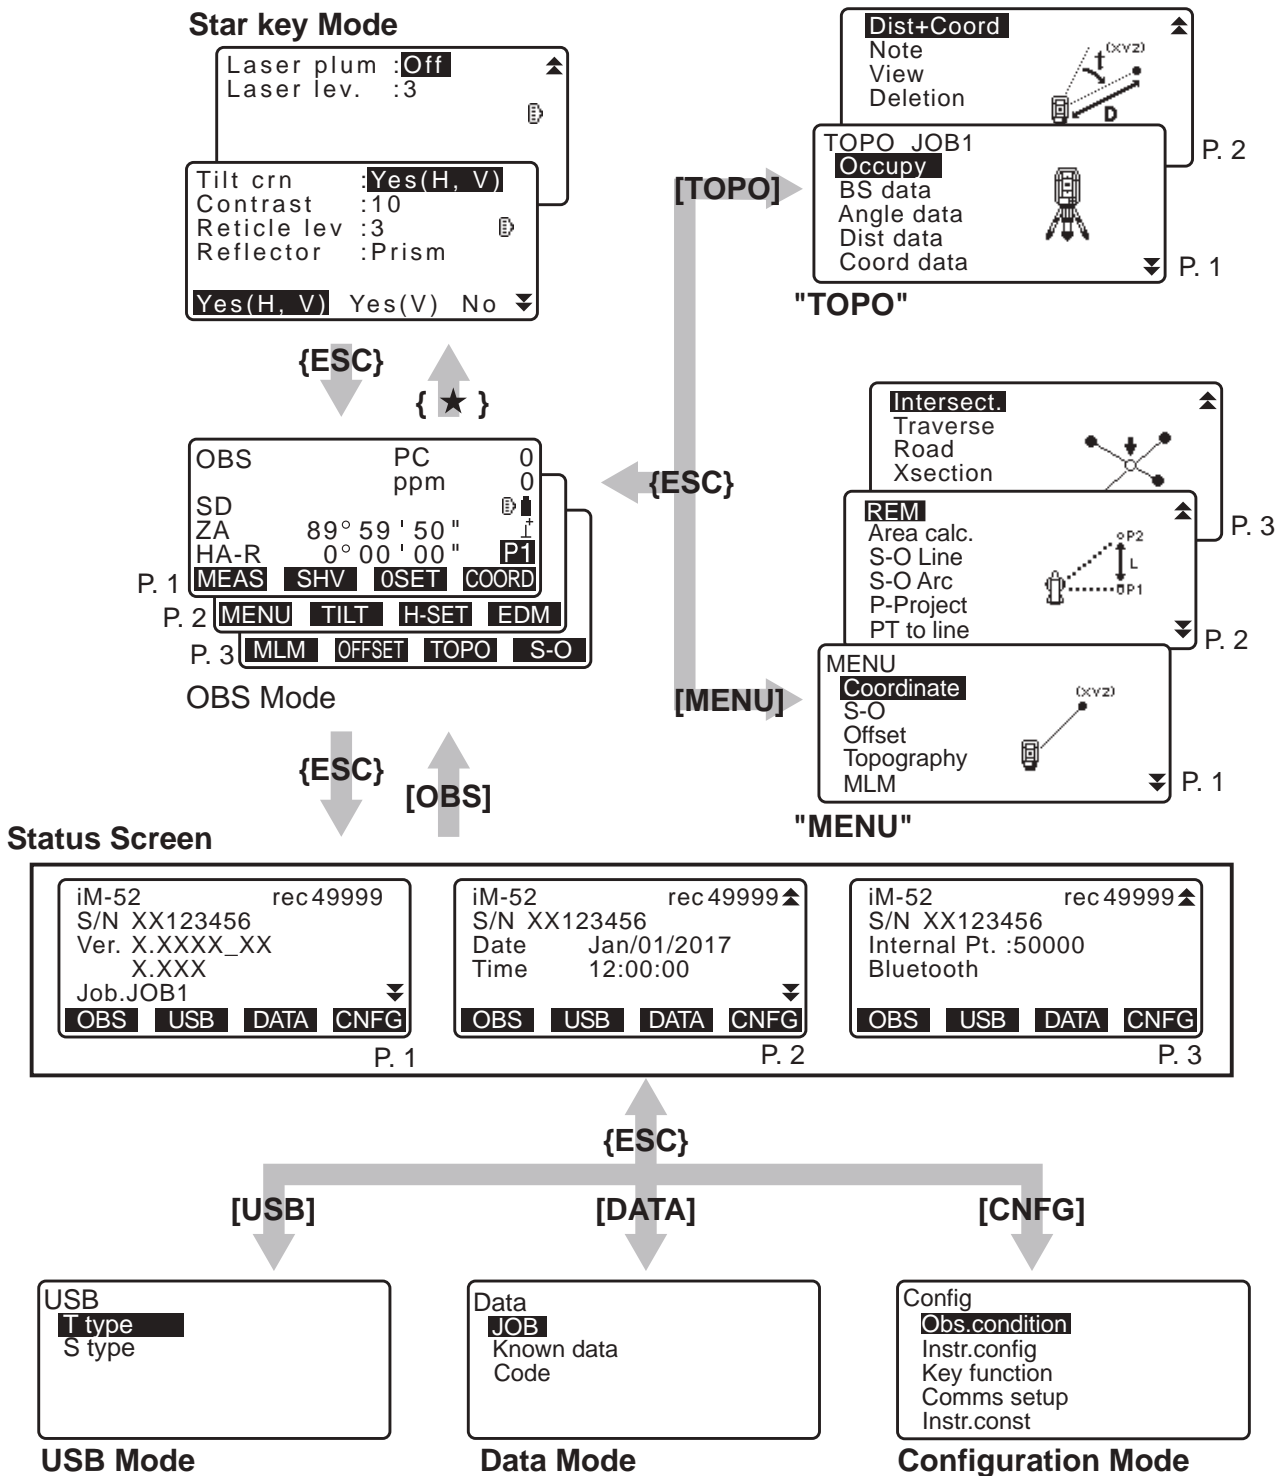 Star key Mode
Laser plum :Off
Laser lev. :3
Tilt crn :Yes(H, V)
Contrast :10
Reticle lev :3
Reflector :Prism
Yes(H, V) Yes(V) No
{ESC}
{ ★ }
Dist+Coord
Note
View
Deletion
(XYZ)
t
D
P. 2
TOPO JOB1
Occupy
BS data
Angle data
Dist data
Coord data
P. 1
"TOPO"
[TOPO]
{ESC}
[MENU]
OBS PC 0
ppm 0
SD
ZA 89° 59 ' 50 "
HA-R 0° 00 ' 00 " P1
P. 1 MEAS SHV 0SET COORD
P. 2 MENU TILT H-SET EDM
P. 3 MLM OFFSET TOPO S-O
OBS Mode
Intersect.
Traverse
Road
Xsection
P. 3
REM
Area calc.
S-O Line
S-O Arc
P-Project
PT to line
P2
L
P1
P. 2
MENU
Coordinate
S-O
Offset
Topography
MLM
(XYZ)
P. 1
"MENU"
{ESC}
[OBS]
Status Screen
iM-52 rec 49999
S/N XX123456
Ver. X.XXXX_XX
X.XXX
Job.JOB1
OBS USB DATA CNFG
P. 1
iM-52 rec 49999
S/N XX123456
Date Jan/01/2017
Time 12:00:00
OBS USB DATA CNFG
P. 2
iM-52 rec 49999
S/N XX123456
Internal Pt. :50000
Bluetooth
OBS USB DATA CNFG
P. 3
{ESC}
[USB]
[DATA]
[CNFG]
USB
T type
S type
USB Mode
Data
JOB
Known data
Code
Data Mode
Config
Obs.condition
Instr.config
Key function
Comms setup
Instr.const
Configuration Mode